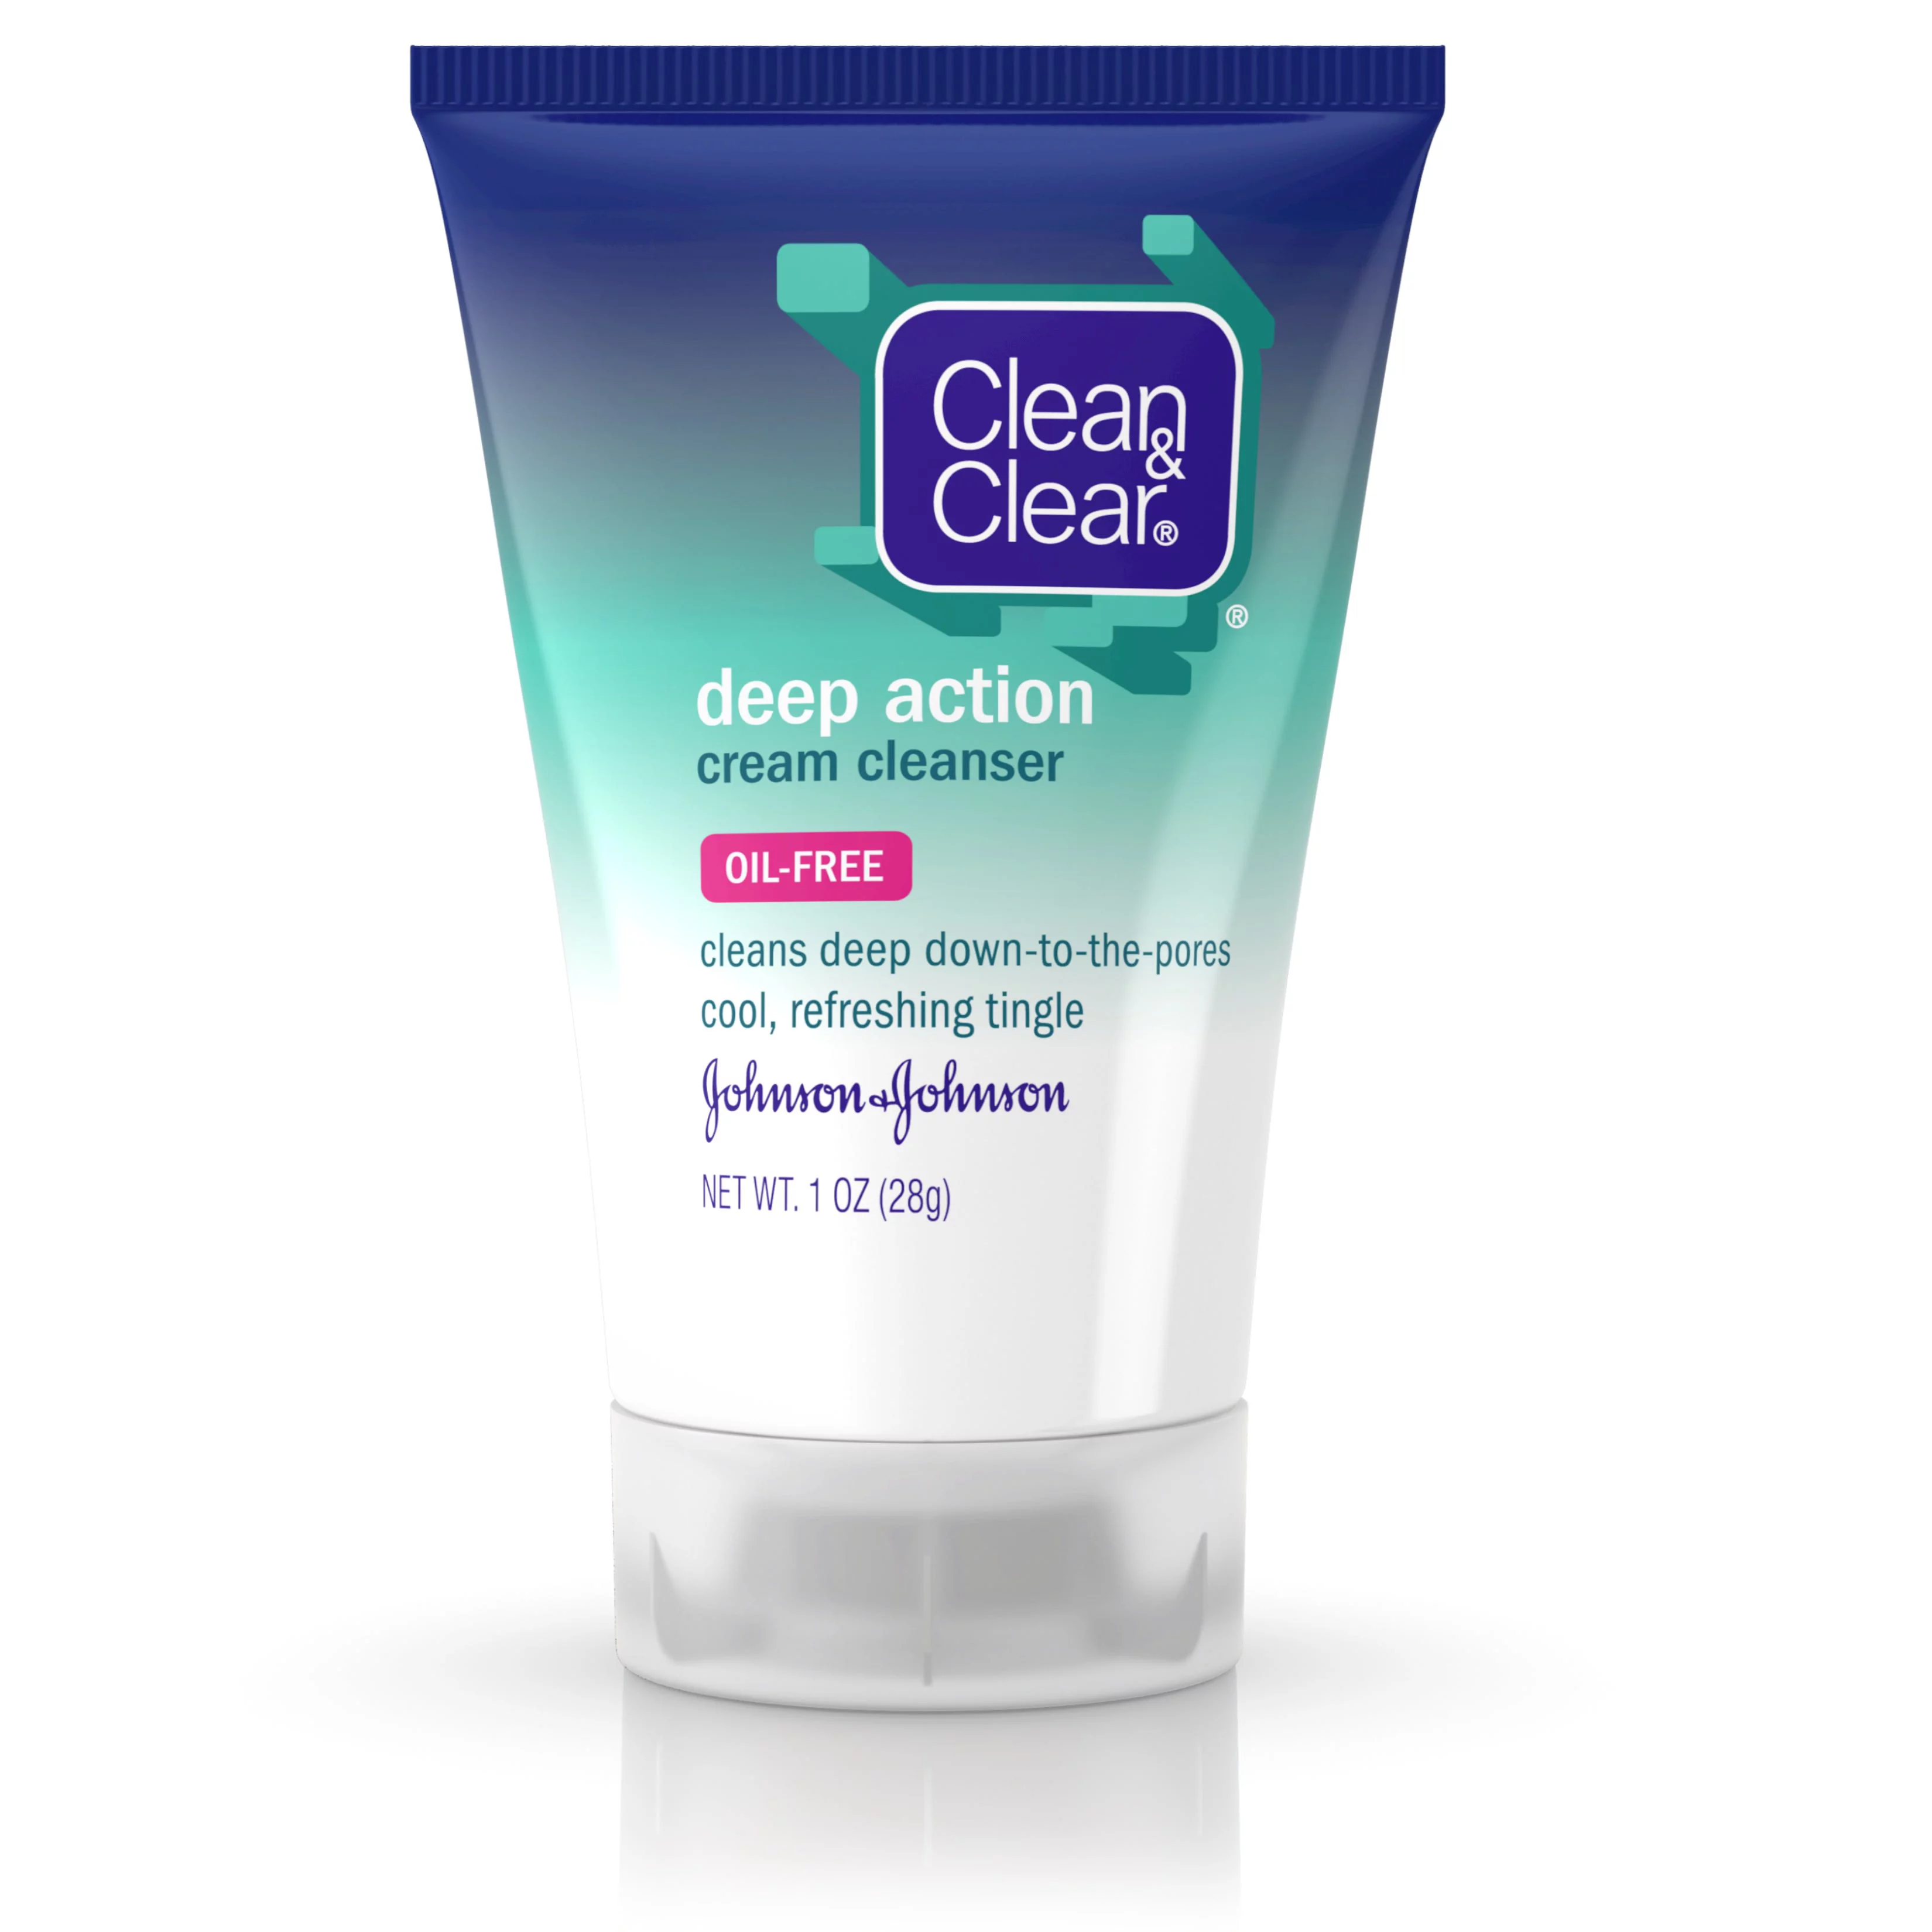 Clean
&
Clear®
®
deep action
cream cleanser
OIL-FREE
cleans deep down-to-the-pores
cool, refreshing tingle
Johnson & Johnson
NET WT. 1 OZ (28g)